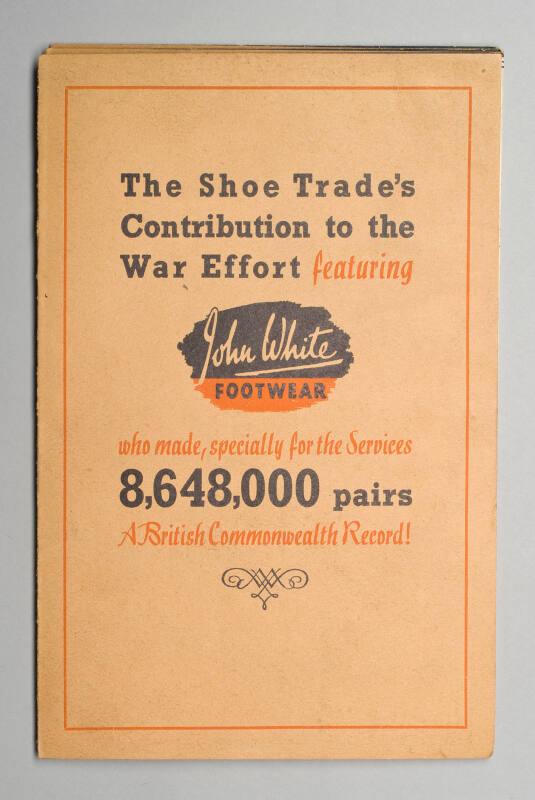 The Shoe Trade's
Contribution to the
War Effort featuring
John White
FOOTWEAR
who made, specially for the Services
8,648,000 pairs
A British Commonwealth Record!